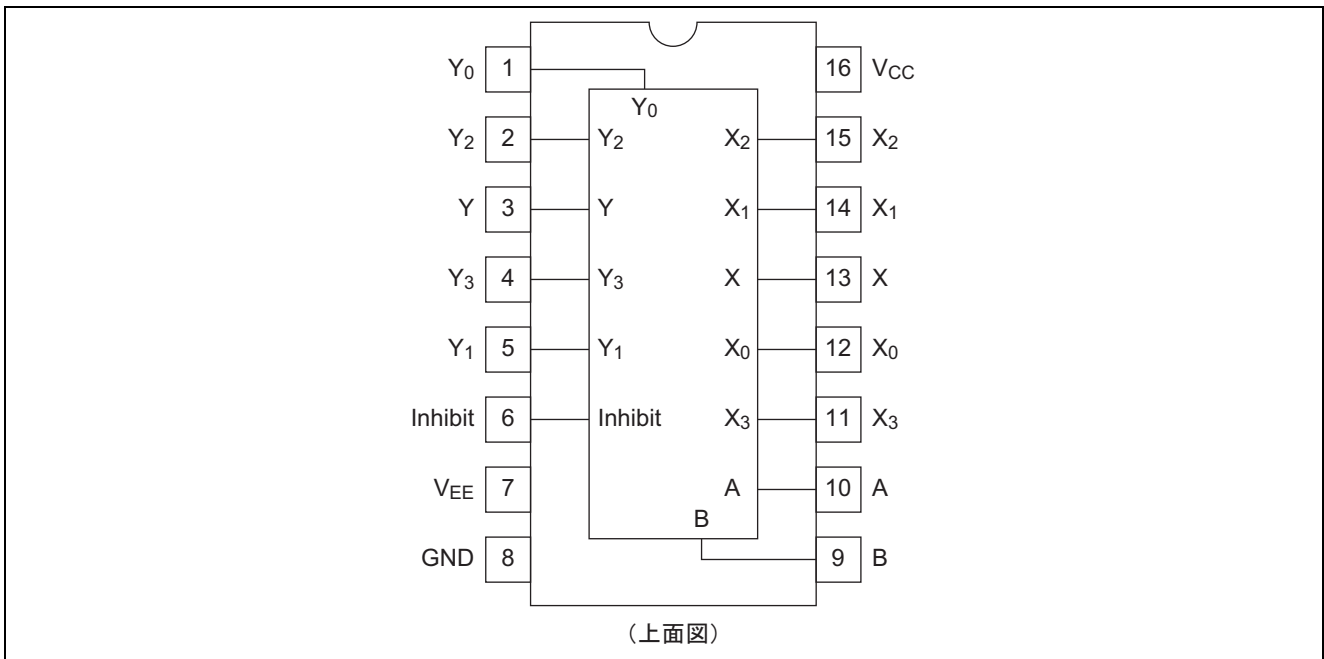 Y0 1 16 VCC
Y0
Y2 2 Y2 X2 15 X2
Y 3 Y X1 14 X1
Y3 4 Y3 X 13 X
Y1 5 Y1 X0 12 X0
Inhibit 6 Inhibit X3 11 X3
VEE 7 A 10 A
B
GND 8 9 B
(上面図)